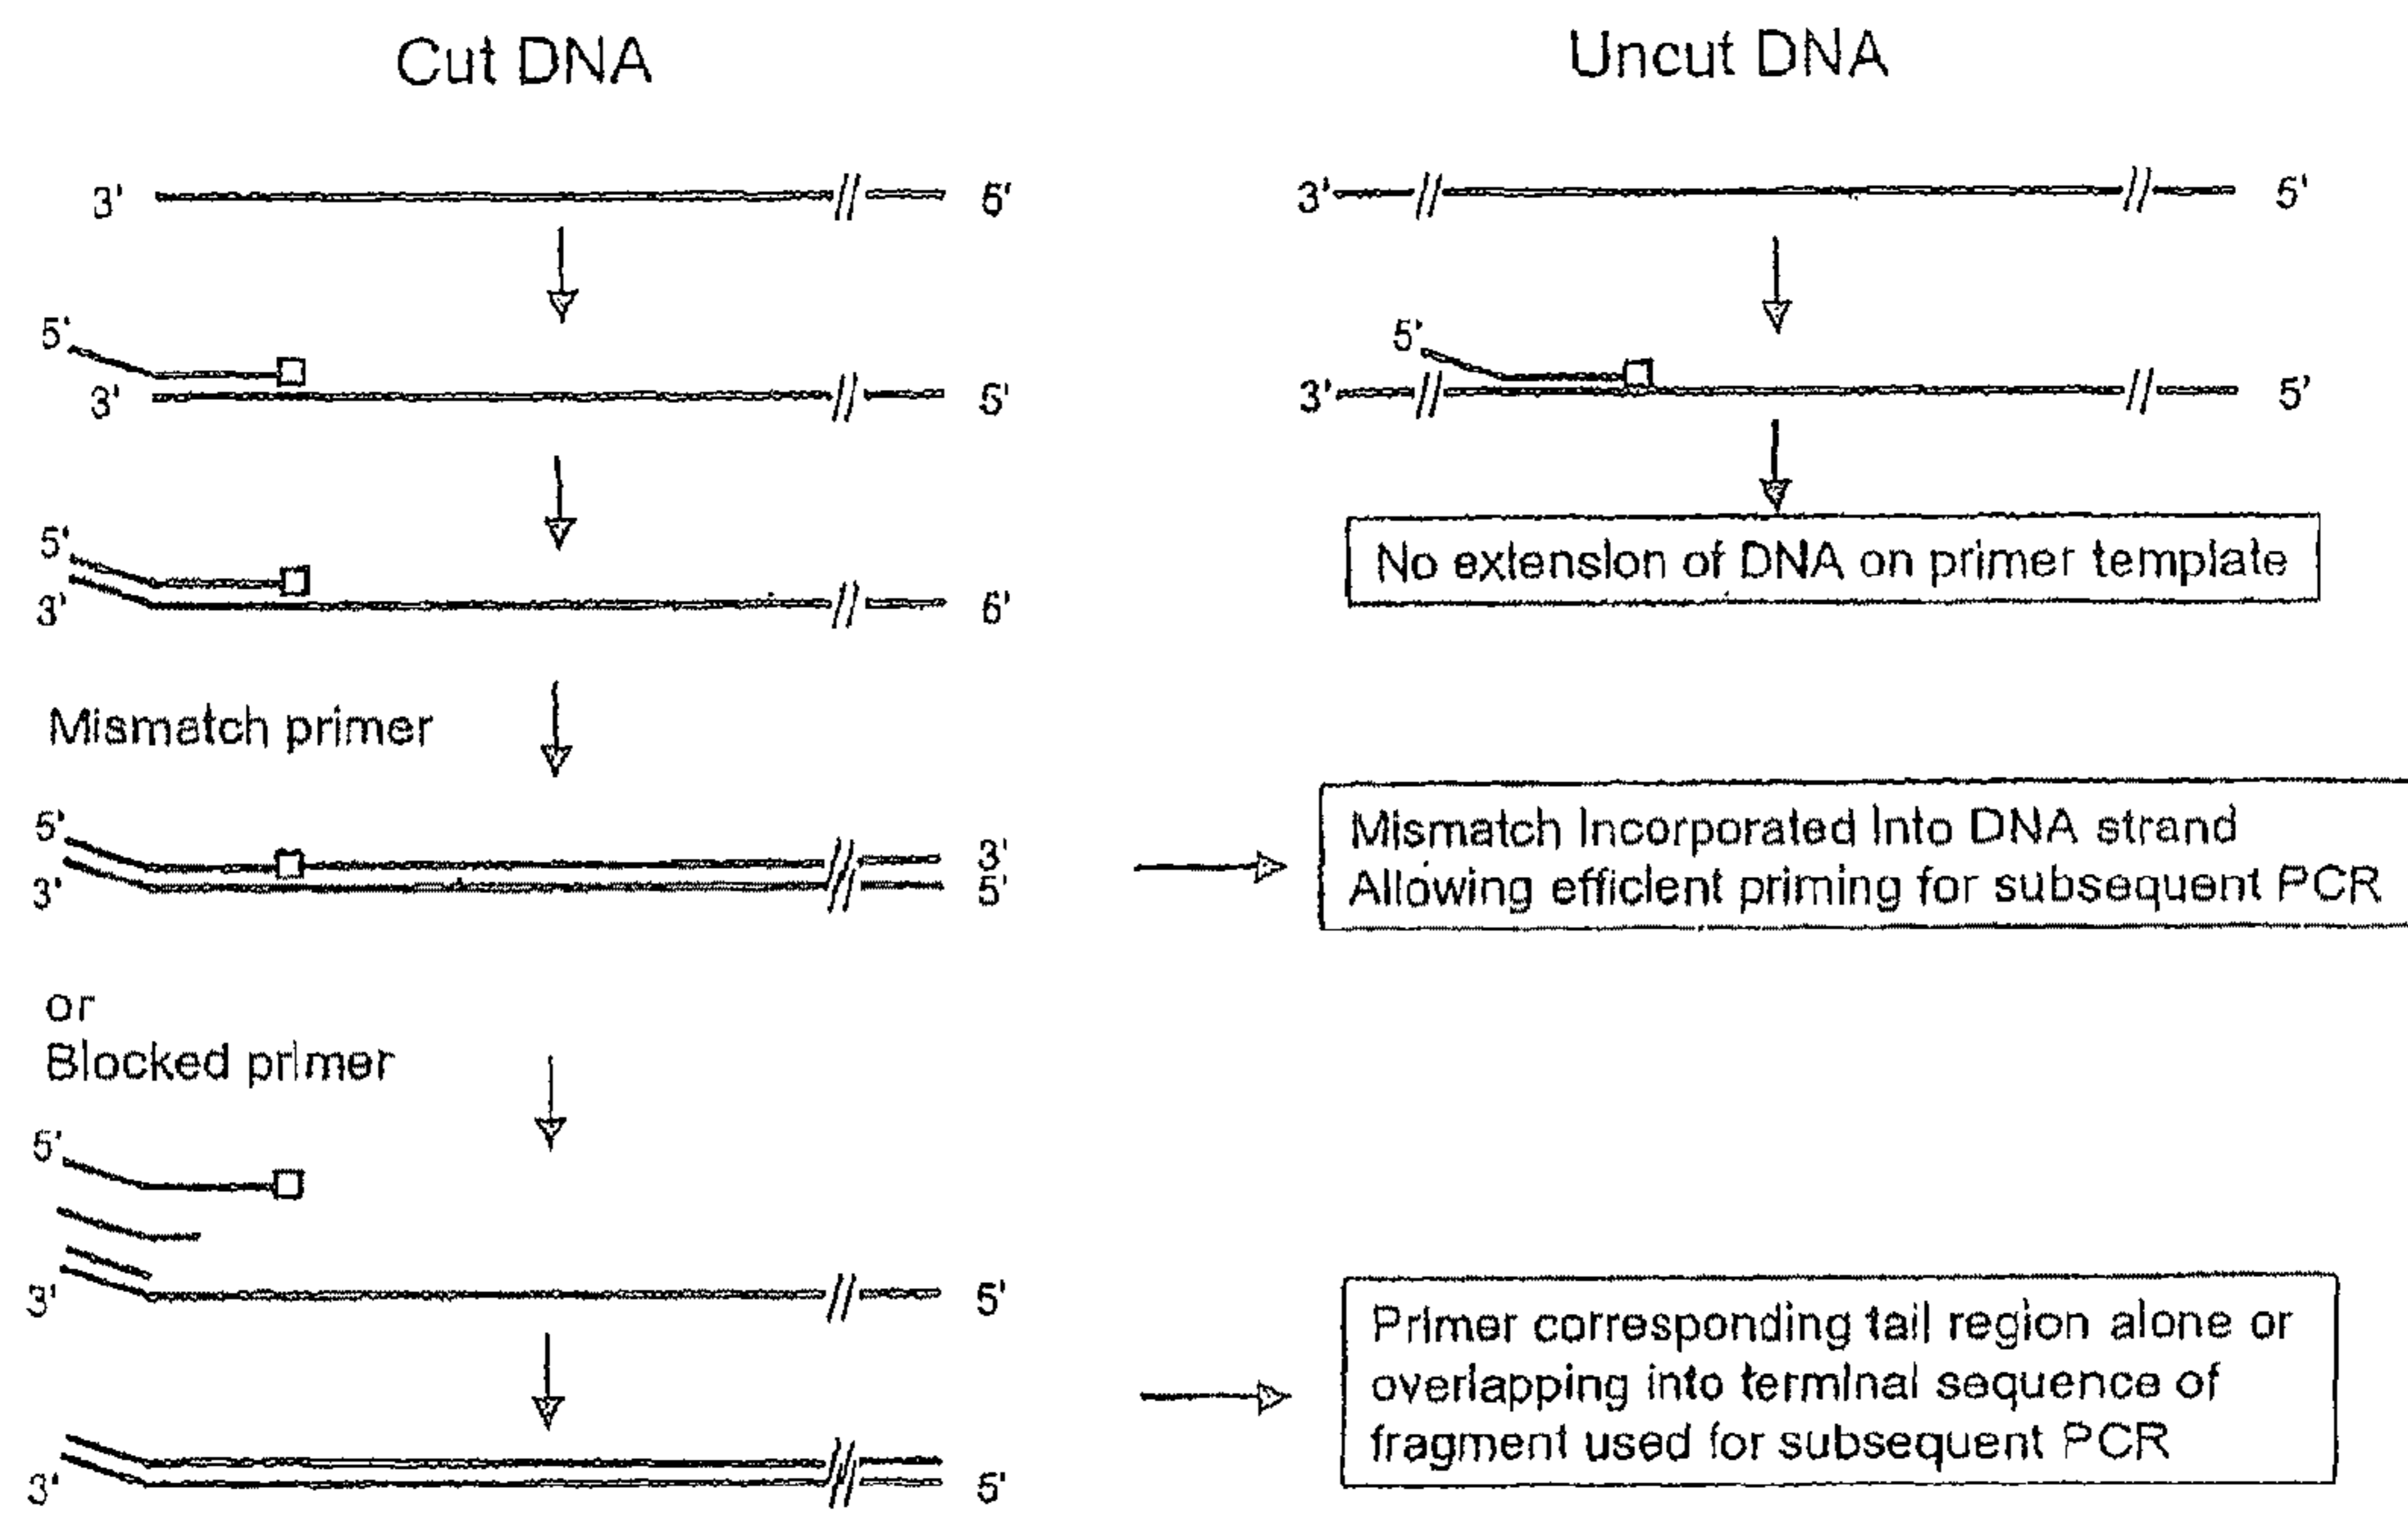 Cut DNA
Uncut DNA
3' 5'
3' 5'
5'
3' 5'
5'
3' 5'
5'
3' 5'
No extension of DNA on primer template
Mismatch primer
5' 3'
3' 5'
Mismatch Incorporated Into DNA strand
Allowing efficient priming for subsequent PCR
or
Blocked primer
5'
3' 5'
Primer corresponding tail region alone or
overlapping into terminal sequence of
fragment used for subsequent PCR
3' 5'